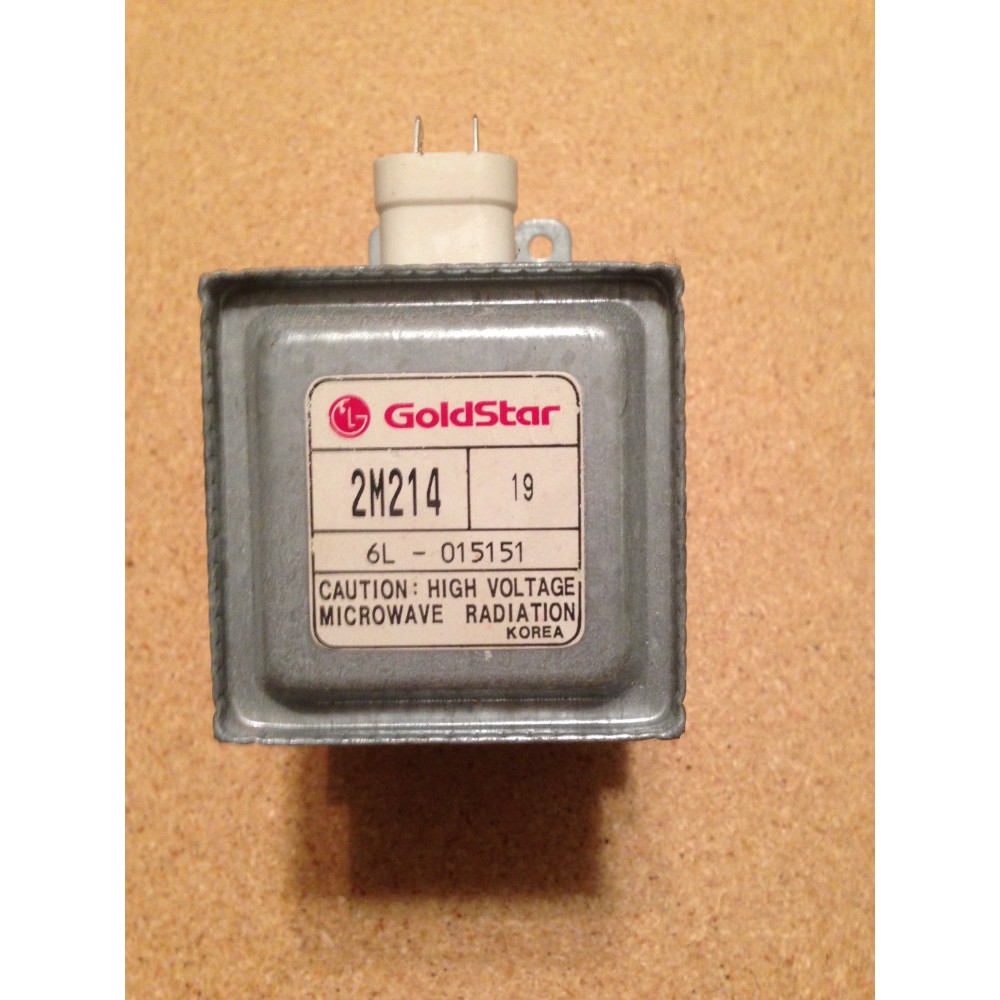 LG GoldStar
2M214 19
6L - 015151
CAUTION: HIGH VOLTAGE
MICROWAVE RADIATION
KOREA